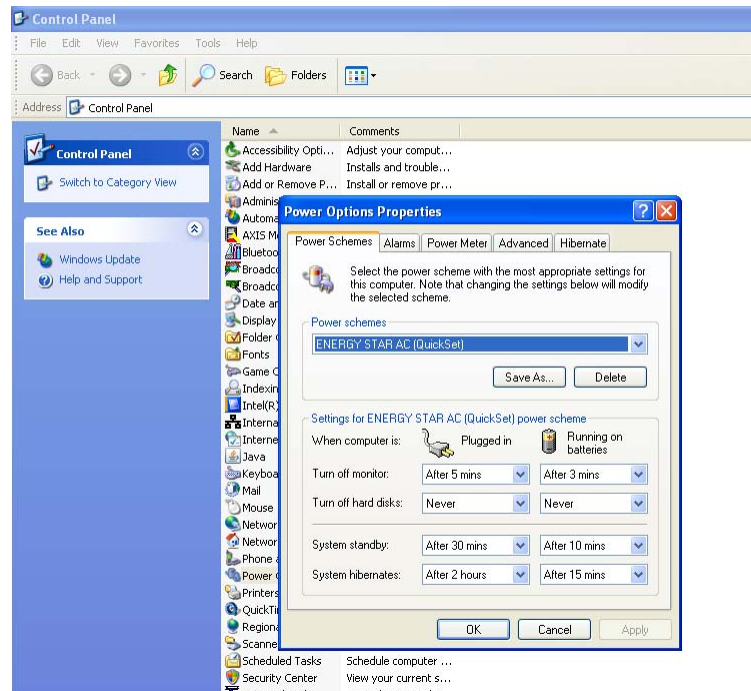 Control Panel
File Edit View Favorites Tools Help
Back Search Folders
Address Control Panel
Control Panel
Switch to Category View
See Also
Windows Update
Help and Support
Name Comments
Accessibility Opti... Adjust your comput...
Add Hardware Installs and trouble...
Add or Remove P... Install or remove pr...
Adminis
Automa
AXIS M
Bluetoo
Broadco
Broadco
Date an
Display
Folder
Fonts
Game C
Indexin
Intel(R)
Interna
Interne
Java
Keyboa
Mail
Mouse
Networ
Networ
Phone
Power
Printers
QuickTi
Regiona
Scanne
Scheduled Tasks Schedule computer ...
Security Center View your current s...
Power Options Properties
Power Schemes Alarms Power Meter Advanced Hibernate
Select the power scheme with the most appropriate settings for
this computer. Note that changing the settings below will modify
the selected scheme.
Power schemes
ENERGY STAR AC (QuickSet)
Save As... Delete
Settings for ENERGY STAR AC (QuickSet) power scheme
When computer is: Plugged in Running on
batteries
Turn off monitor: After 5 mins After 3 mins
Turn off hard disks: Never Never
System standby: After 30 mins After 10 mins
System hibernates: After 2 hours After 15 mins
OK Cancel Apply